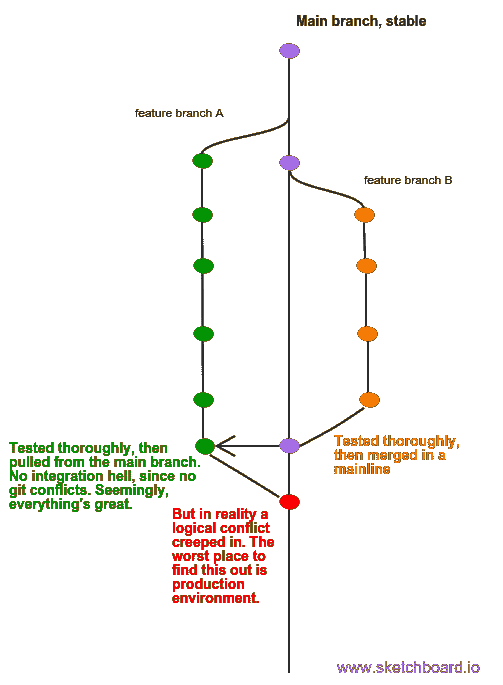 Main branch, stable
feature branch A
feature branch B
Tested thoroughly, then
pulled from the main branch.
No integration hell, since no
git conflicts. Seemingly,
everything's great.
Tested thoroughly,
then merged in a
mainline
But in reality a
logical conflict
creeped in. The
worst place to
find this out is
production
environment.
www.sketchboard.io